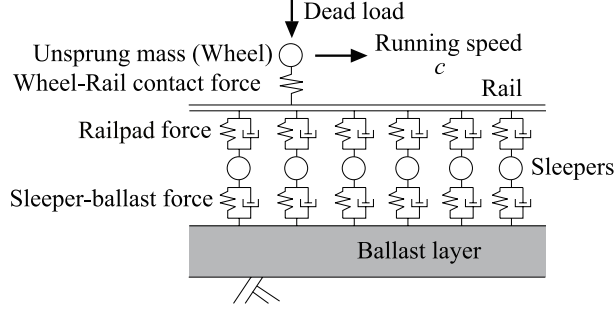 Dead load
Unsprung mass (Wheel)
Running speed
c
Wheel-Rail contact force
Rail
Railpad force
Sleepers
Sleeper-ballast force
Ballast layer